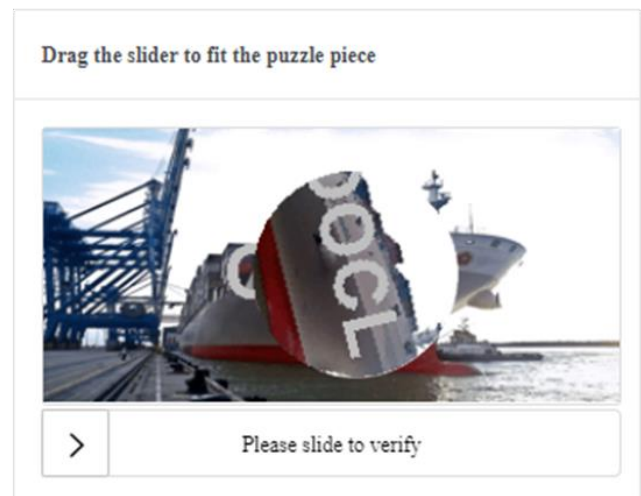 Drag the slider to fit the puzzle piece
OOCL
Please slide to verify